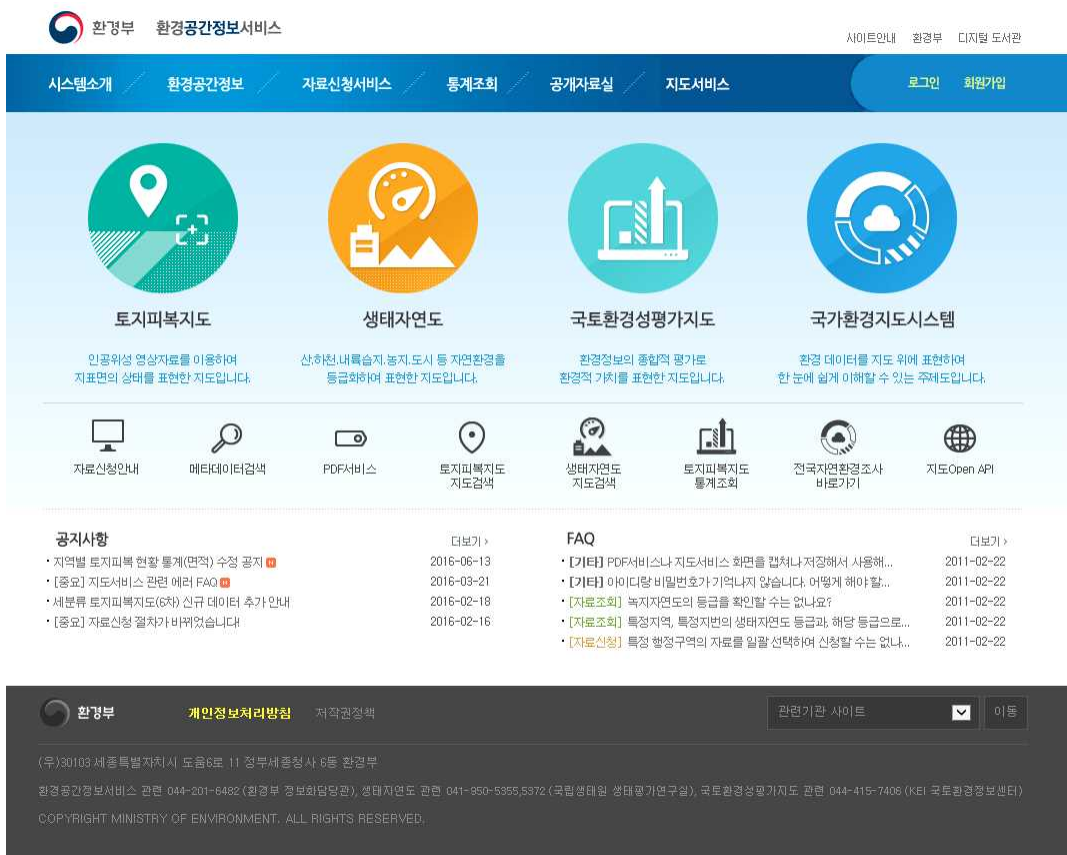 환경부 환경공간정보서비스
사이트안내 환경부 디지털 도서관
시스템소개 환경공간정보 자료신청서비스 통계조회 공개자료실 지도서비스 로그인 회원가입
토지피복지도
인공위성 영상자료를 이용하여
지표면의 상태를 표현한 지도입니다.
생태자연도
산,하천,내륙습지,농지,도시 등 자연환경을
등급화하여 표현한 지도입니다.
국토환경성평가지도
환경정보의 종합적 평가로
환경적 가치를 표현한 지도입니다.
국가환경지도시스템
환경 데이터를 지도 위에 표현하여
한 눈에 쉽게 이해할 수 있는 주제도입니다.
자료신청안내
메타데이터검색
PDF서비스
토지피복지도
지도검색
생태자연도
지도검색
토지피복지도
통계조회
전국자연환경조사
바로가기
지도Open API
공지사항 더보기 ›
· 지역별 토지피복 현황 통계(면적) 수정 공지 2016-06-13
· [중요] 지도서비스 관련 에러 FAQ 2016-03-21
· 세분류 토지피복지도(6차) 신규 데이터 추가 안내 2016-02-18
· [중요] 자료신청 절차가 바뀌었습니다! 2016-02-16
FAQ 더보기 ›
· [기타] PDF서비스나 지도서비스 화면을 캡쳐나 저장해서 사용해... 2011-02-22
· [기타] 아이디랑 비밀번호가 기억나지 않습니다. 어떻게 해야 할... 2011-02-22
· [자료조회] 녹지자연도의 등급을 확인할 수는 없나요? 2011-02-22
· [자료조회] 특정지역, 특정지번의 생태자연도 등급과, 해당 등급으로... 2011-02-22
· [자료신청] 특정 행정구역의 자료를 일괄 선택하여 신청할 수는 없나... 2011-02-22
환경부 개인정보처리방침 저작권정책 관련기관 사이트 이동
(우)30103 세종특별자치시 도움6로 11 정부세종청사 6동 환경부
환경공간정보서비스 관련 044-201-6482 (환경부 정보화담당관), 생태자연도 관련 041-950-5355,5372 (국립생태원 생태평가연구실), 국토환경성평가지도 관련 044-415-7406 (KEI 국토환경정보센터)
COPYRIGHT MINISTRY OF ENVIRONMENT. ALL RIGHTS RESERVED.